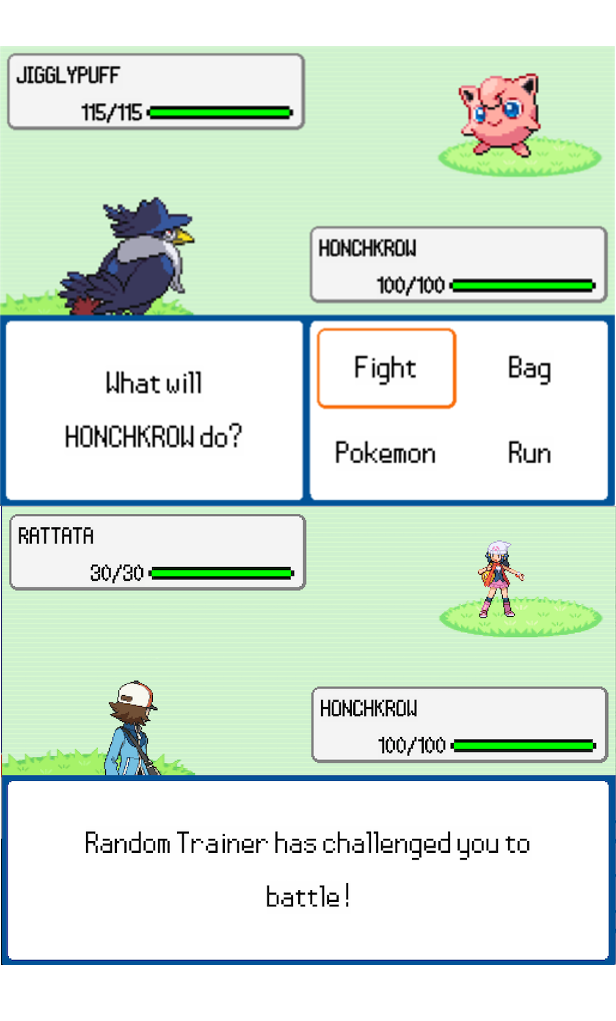 JIGGLYPUFF
115/115
HONCHKROW
100/100
What will
HONCHKROW do?
Fight
Bag
Pokemon
Run
RATTATA
30/30
HONCHKROW
100/100
Random Trainer has challenged you to
battle!